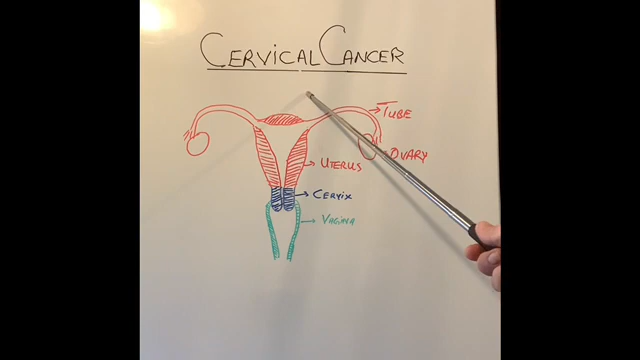 Cervical Cancer
Tube
Ovary
Uterus
Cervix
Vagina